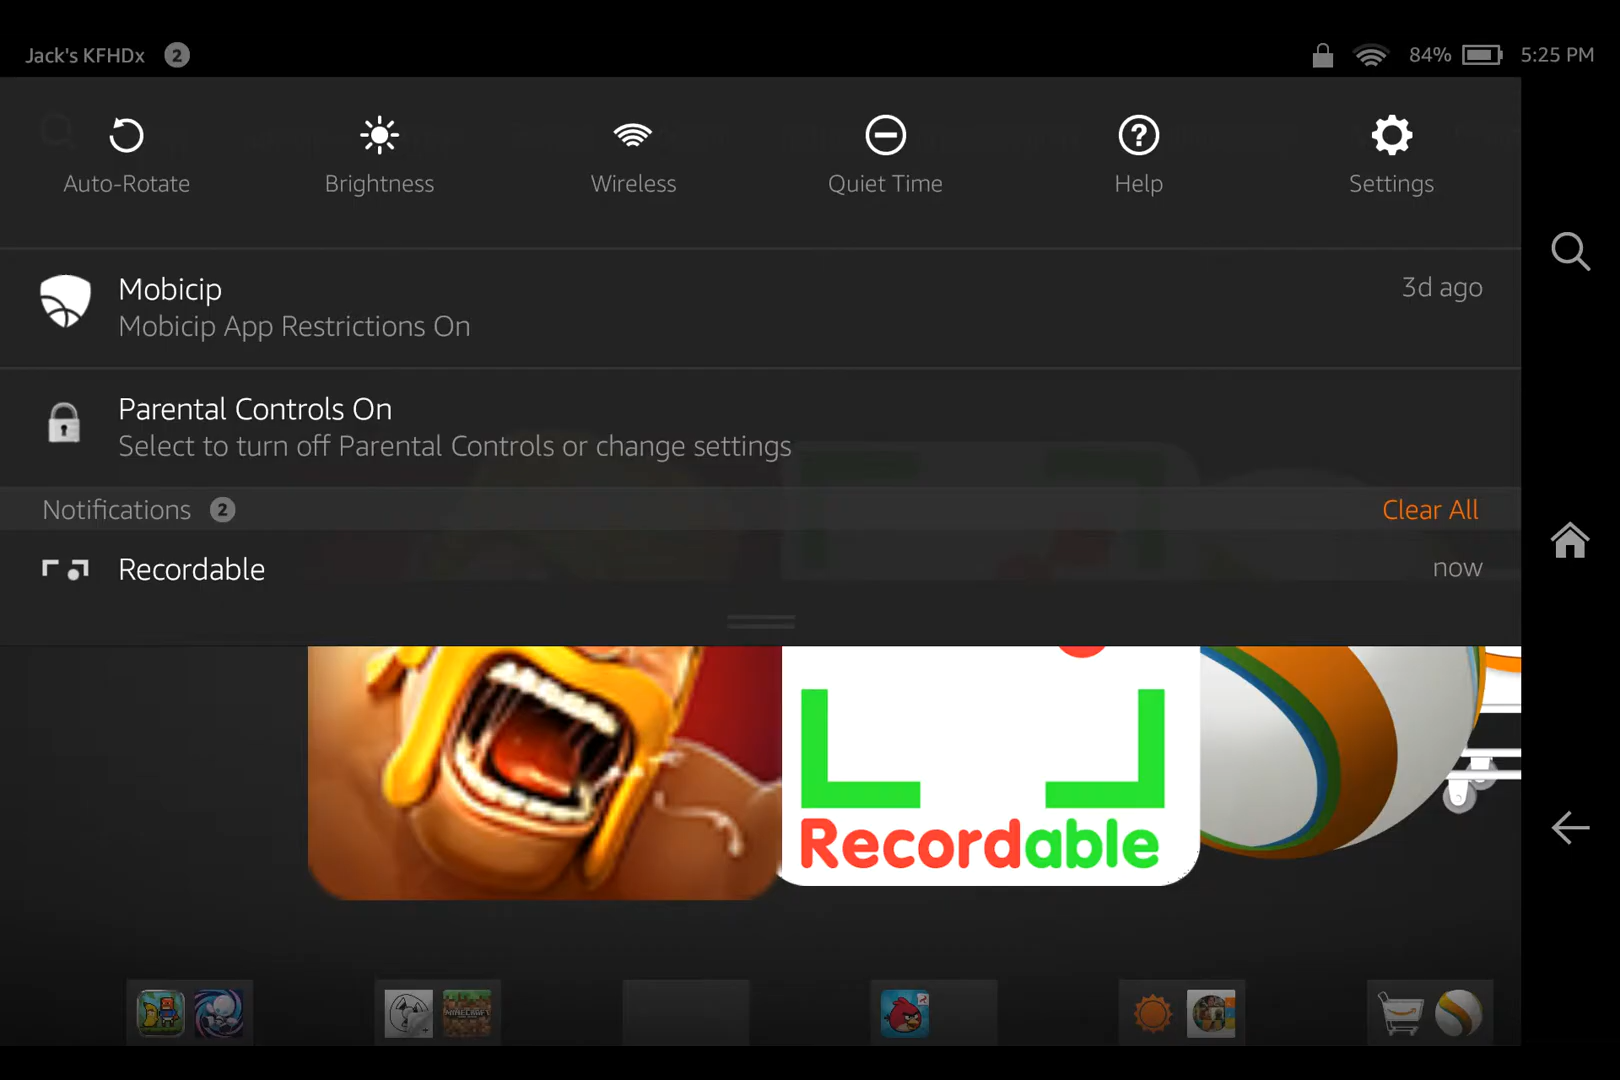 Jack's KFHDx 2 84% 5:25 PM
Auto-Rotate Brightness Wireless Quiet Time Help Settings
Mobicip 3d ago
Mobicip App Restrictions On
Parental Controls On
Select to turn off Parental Controls or change settings
Notifications 2 Clear All
Recordable now
Recordable
MINECRAFT